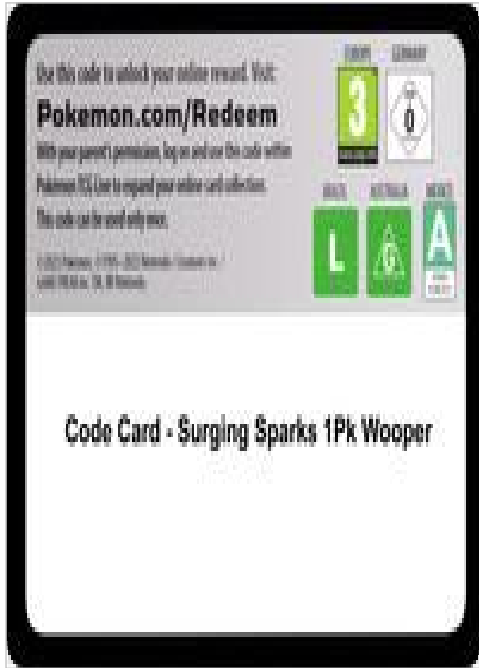 Use this code to unlock your online reward. Visit:
Pokemon.com/Redeem
With your parent's permission, log on and use the code within
Pokémon TCG Live to expand your online card collection.
This code can be used only once.
EUROPE GERMANY
3
0
BRAZIL AUSTRALIA MEXICO
L G A
Code Card - Surging Sparks 1Pk Wooper